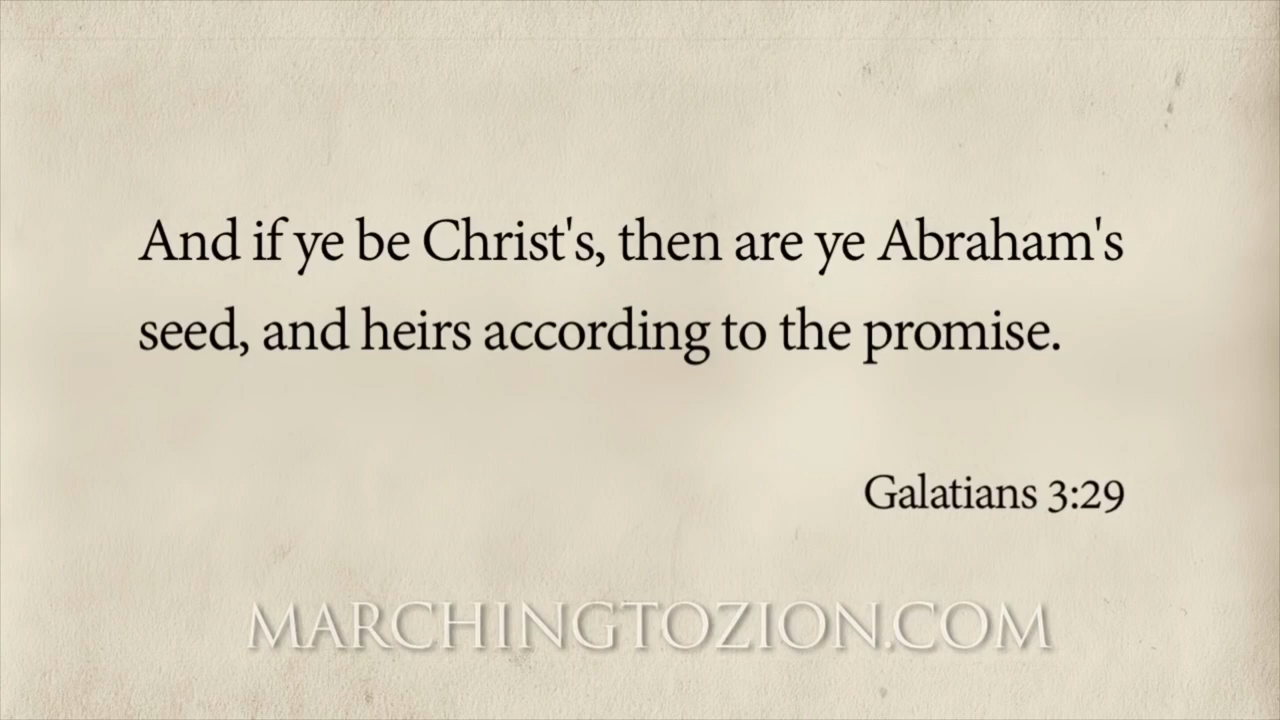 And if ye be Christ's, then are ye Abraham's
seed, and heirs according to the promise.
Galatians 3:29
MARCHINGTOZION.COM